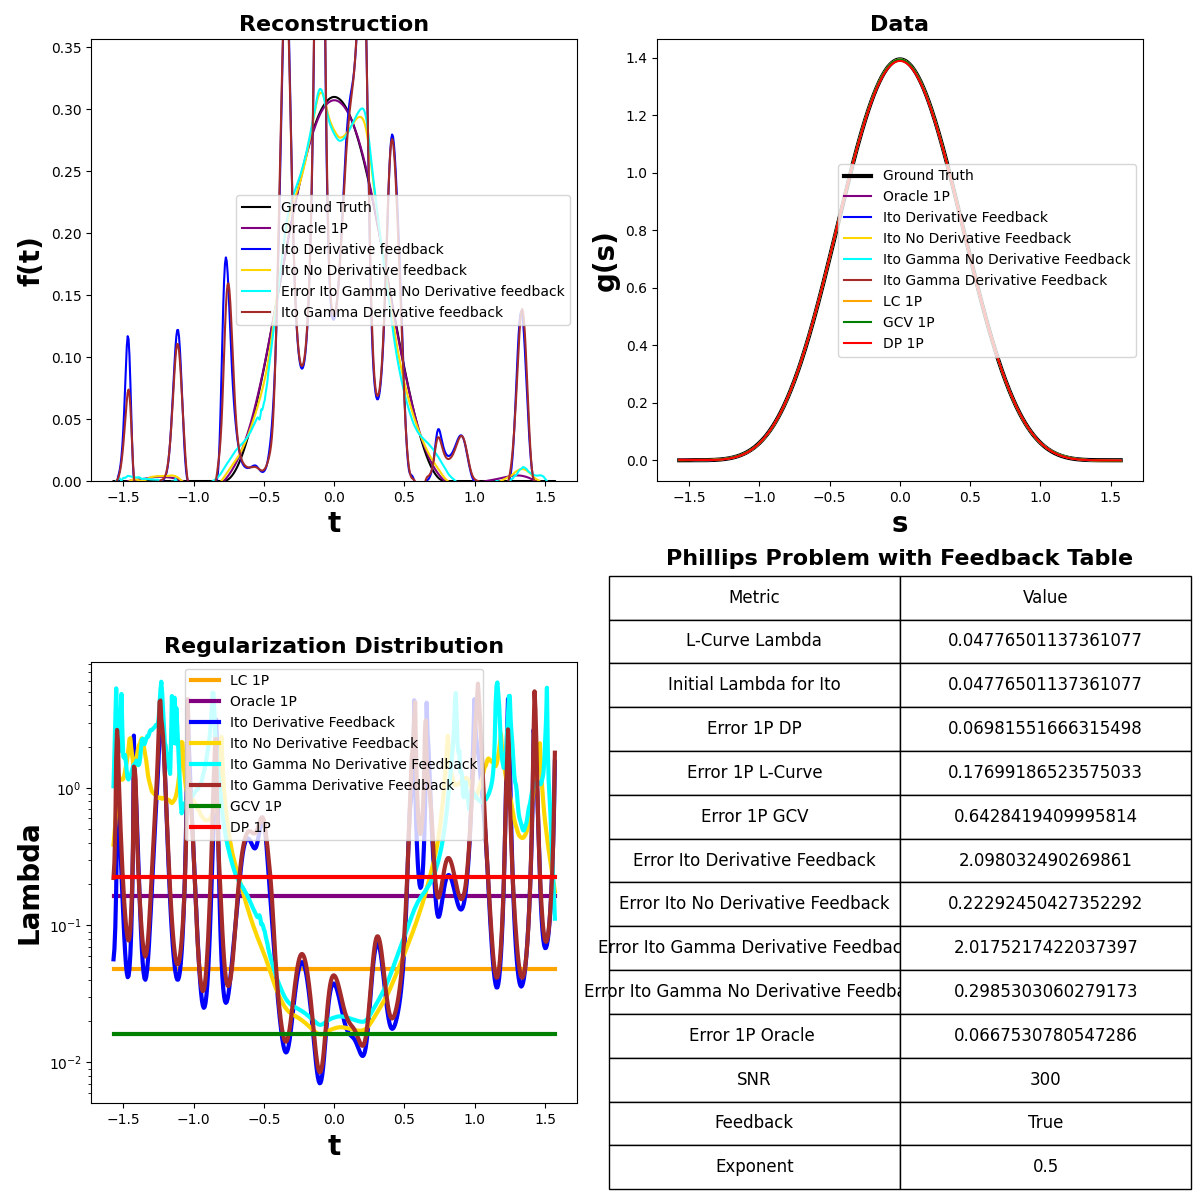 Reconstruction
0.35
0.30
0.25
0.20
0.15
0.10
0.05
0.00
f(t)
−1.5 −1.0 −0.5 0.0 0.5 1.0 1.5
t
Ground Truth
Oracle 1P
Ito Derivative feedback
Ito No Derivative feedback
Error Ito Gamma No Derivative feedback
Ito Gamma Derivative feedback
Data
1.4
1.2
1.0
0.8
0.6
0.4
0.2
0.0
g(s)
−1.5 −1.0 −0.5 0.0 0.5 1.0 1.5
s
Ground Truth
Oracle 1P
Ito Derivative Feedback
Ito No Derivative Feedback
Ito Gamma No Derivative Feedback
Ito Gamma Derivative Feedback
LC 1P
GCV 1P
DP 1P
Regularization Distribution
10⁰
10⁻¹
10⁻²
Lambda
−1.5 −1.0 −0.5 0.0 0.5 1.0 1.5
t
LC 1P
Oracle 1P
Ito Derivative Feedback
Ito No Derivative Feedback
Ito Gamma No Derivative Feedback
Ito Gamma Derivative Feedback
GCV 1P
DP 1P
Phillips Problem with Feedback Table
Metric Value
L-Curve Lambda 0.04776501137361077
Initial Lambda for Ito 0.04776501137361077
Error 1P DP 0.06981551666315498
Error 1P L-Curve 0.17699186523575033
Error 1P GCV 0.6428419409995814
Error Ito Derivative Feedback 2.098032490269861
Error Ito No Derivative Feedback 0.22292450427352292
Error Ito Gamma Derivative Feedbac 2.0175217422037397
Error Ito Gamma No Derivative Feedba 0.2985303060279173
Error 1P Oracle 0.0667530780547286
SNR 300
Feedback True
Exponent 0.5